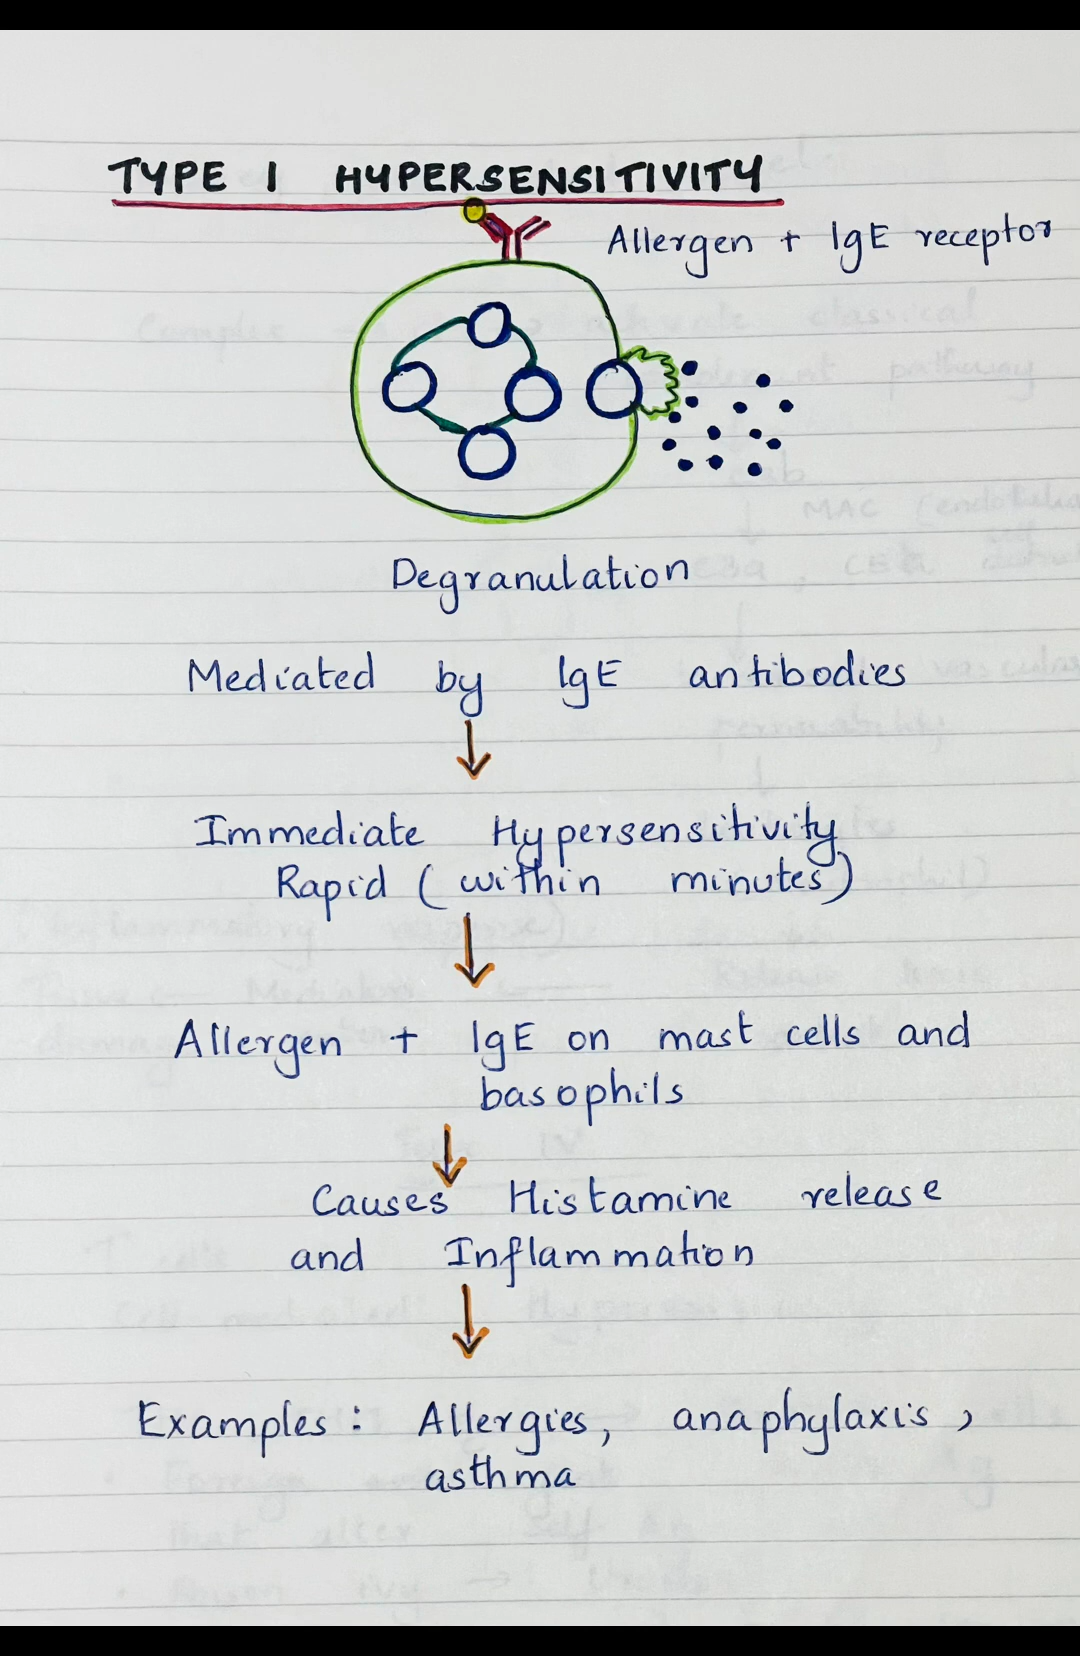 TYPE I HYPERSENSITIVITY
Allergen + IgE receptor
Degranulation
Mediated by IgE antibodies
↓
Immediate Hypersensitivity
Rapid (within minutes)
↓
Allergen + IgE on mast cells and
basophils
↓
Causes Histamine release
and Inflammation
↓
Examples: Allergies, anaphylaxis,
asthma